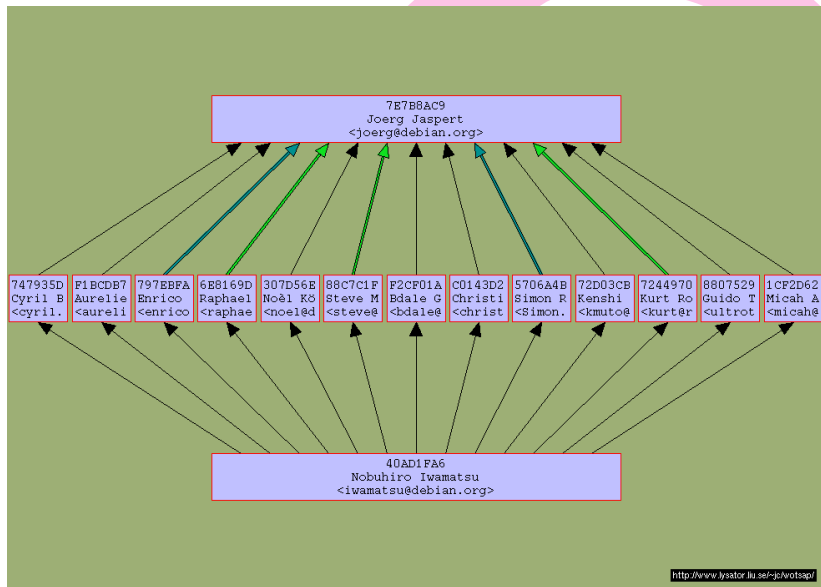 7E7B8AC9
Joerg Jaspert
<joerg@debian.org>
747935D
Cyril B
<cyril.
F1BCDB7
Aurelie
<aureli
797EBFA
Enrico
<enrico
6E8169D
Raphael
<raphae
307D56E
Noèl Kö
<noel@d
88C7C1F
Steve M
<steve@
F2CF01A
Bdale G
<bdale@
C0143D2
Christi
<christ
5706A4B
Simon R
<Simon.
72D03CB
Kenshi
<kmuto@
7244970
Kurt Ro
<kurt@r
8807529
Guido T
<ultrot
1CF2D62
Micah A
<micah@
40AD1FA6
Nobuhiro Iwamatsu
<iwamatsu@debian.org>
http://www.lysator.liu.se/~jc/wotsap/